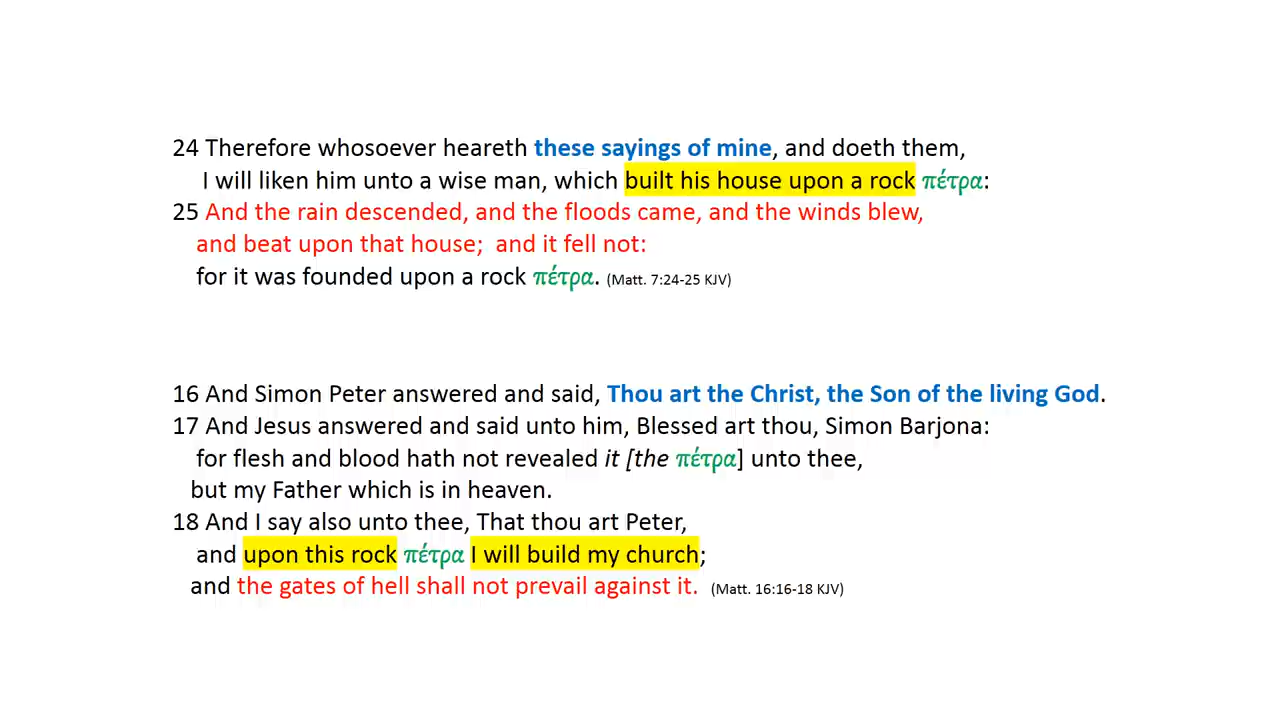 24 Therefore whosoever heareth these sayings of mine, and doeth them,
I will liken him unto a wise man, which built his house upon a rock πέτρα:
25 And the rain descended, and the floods came, and the winds blew,
and beat upon that house; and it fell not:
for it was founded upon a rock πέτρα. (Matt. 7:24-25 KJV)
16 And Simon Peter answered and said, Thou art the Christ, the Son of the living God.
17 And Jesus answered and said unto him, Blessed art thou, Simon Barjona:
for flesh and blood hath not revealed it [the πέτρα] unto thee,
but my Father which is in heaven.
18 And I say also unto thee, That thou art Peter,
and upon this rock πέτρα I will build my church;
and the gates of hell shall not prevail against it. (Matt. 16:16-18 KJV)